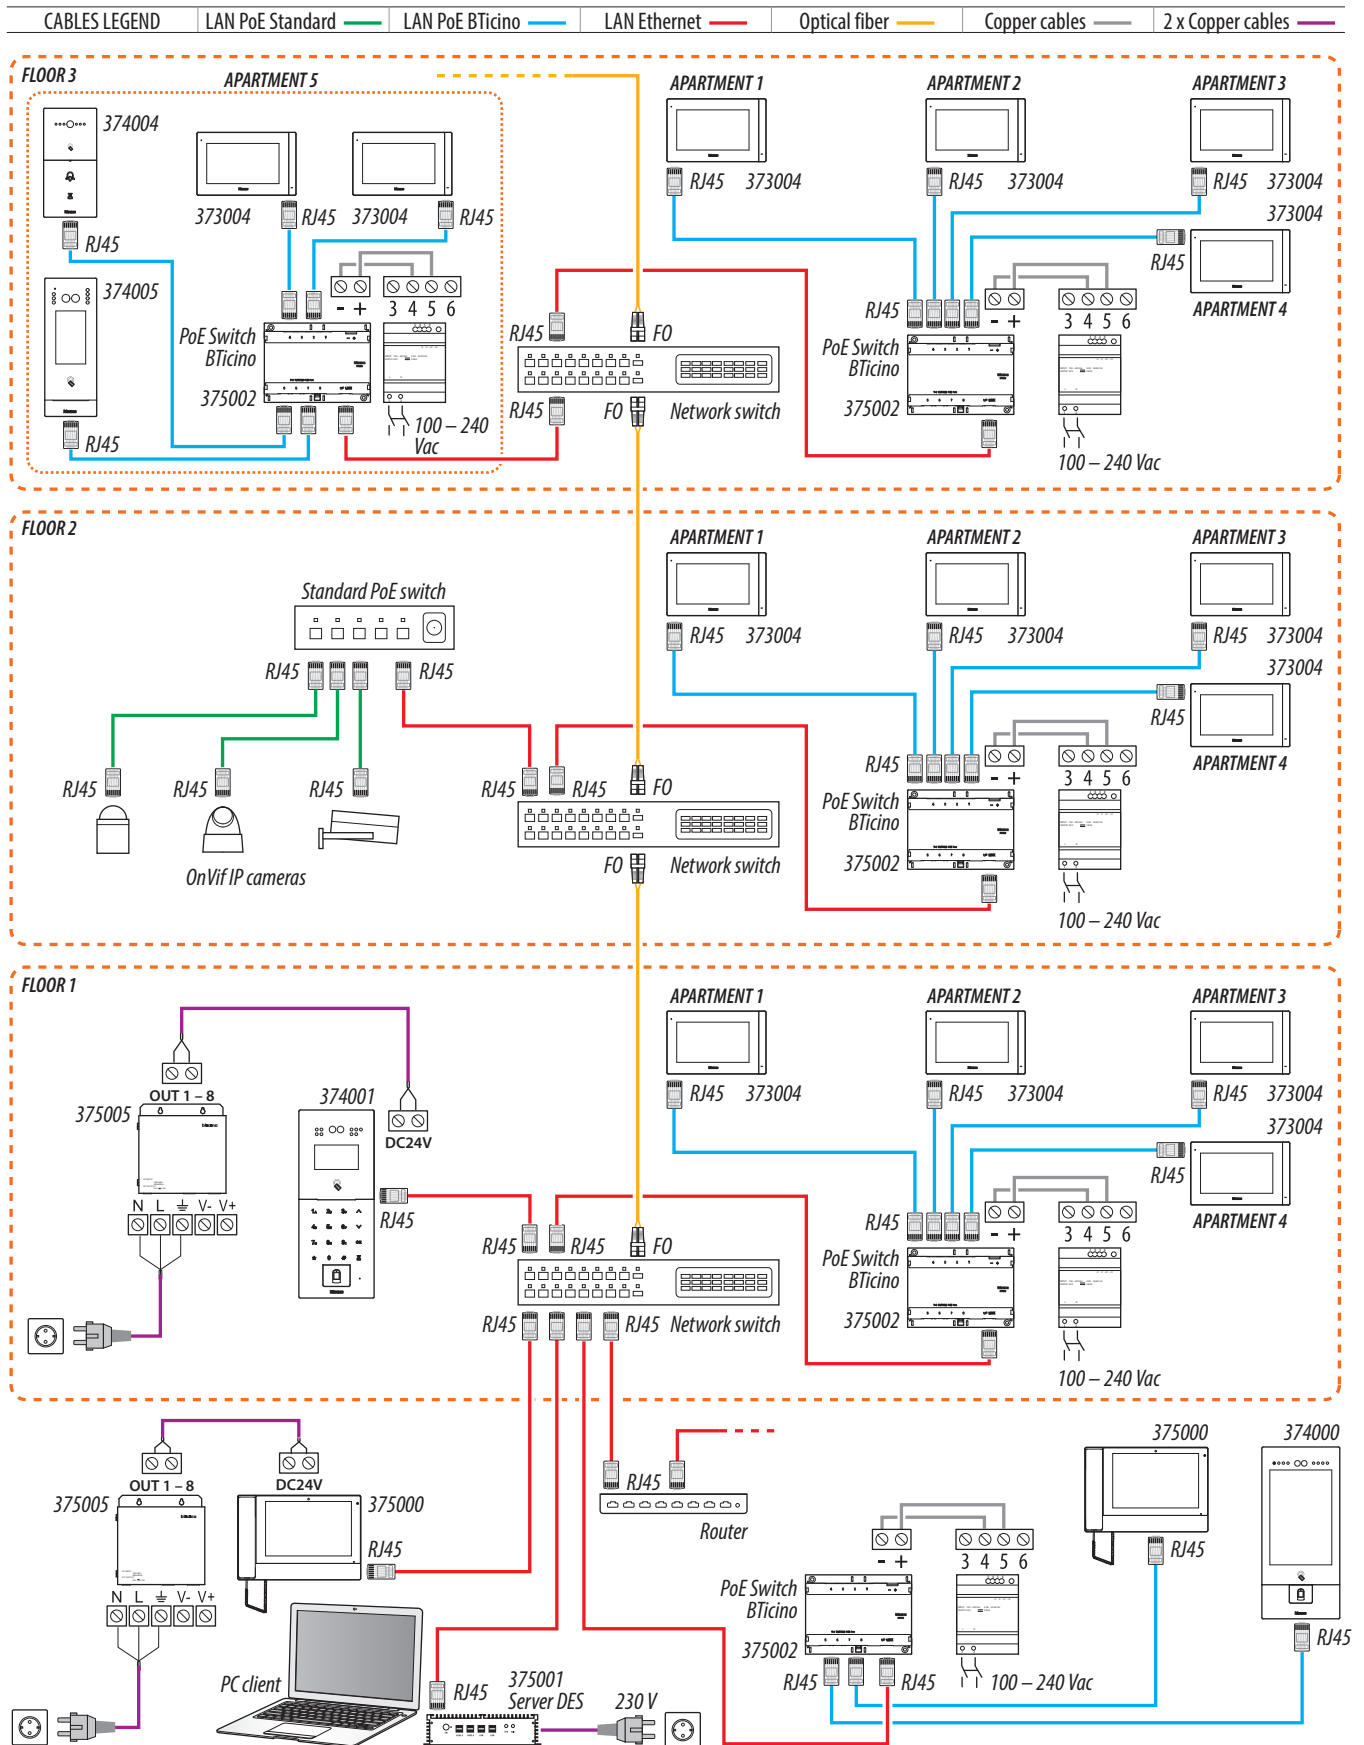 CABLES LEGEND
LAN PoE Standard
LAN PoE BTicino
LAN Ethernet
Optical fiber
Copper cables
2 x Copper cables
FLOOR 3
APARTMENT 5
374004
RJ45
374005
RJ45
373004
RJ45
373004
RJ45
- +
3 4 5 6
PoE Switch
BTicino
375002
100 – 240
Vac
RJ45
FO
RJ45
FO
Network switch
APARTMENT 1
RJ45 373004
APARTMENT 2
RJ45 373004
APARTMENT 3
RJ45 373004
373004
RJ45
APARTMENT 4
RJ45
- +
3 4 5 6
PoE Switch
BTicino
375002
100 – 240 Vac
FLOOR 2
Standard PoE switch
RJ45
RJ45
RJ45
RJ45
RJ45
OnVif IP cameras
RJ45
RJ45
FO
FO
Network switch
APARTMENT 1
RJ45 373004
APARTMENT 2
RJ45 373004
APARTMENT 3
RJ45 373004
373004
RJ45
APARTMENT 4
RJ45
- +
3 4 5 6
PoE Switch
BTicino
375002
100 – 240 Vac
FLOOR 1
OUT 1 – 8
375005
N L V- V+
374001
DC24V
RJ45
RJ45
RJ45
FO
RJ45
RJ45
Network switch
APARTMENT 1
RJ45 373004
APARTMENT 2
RJ45 373004
APARTMENT 3
RJ45 373004
373004
RJ45
APARTMENT 4
RJ45
- +
3 4 5 6
PoE Switch
BTicino
375002
100 – 240 Vac
OUT 1 – 8
375005
N L V- V+
DC24V
375000
RJ45
PC client
RJ45
375001
Server DES
230 V
RJ45
Router
- +
3 4 5 6
PoE Switch
BTicino
375002
RJ45
RJ45
100 – 240 Vac
375000
RJ45
374000
RJ45